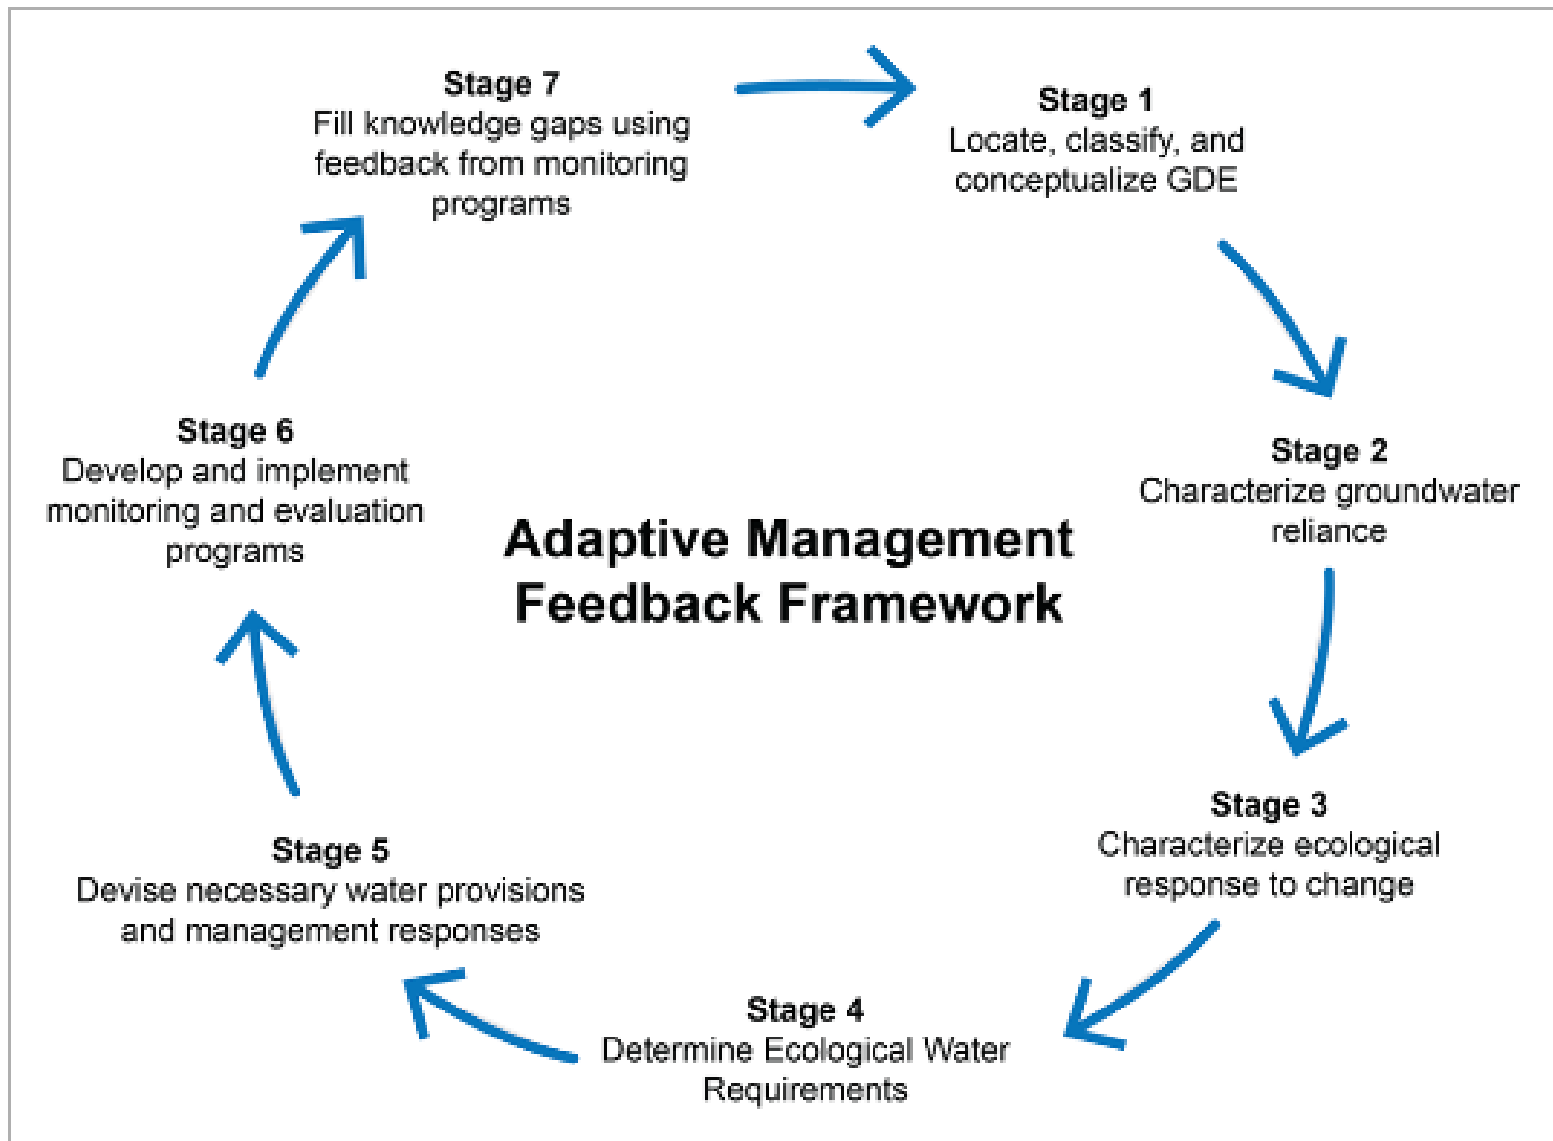 Stage 1
Locate, classify, and
conceptualize GDE
Stage 2
Characterize groundwater
reliance
Stage 3
Characterize ecological
response to change
Stage 4
Determine Ecological Water
Requirements
Stage 5
Devise necessary water provisions
and management responses
Stage 6
Develop and implement
monitoring and evaluation
programs
Stage 7
Fill knowledge gaps using
feedback from monitoring
programs
Adaptive Management
Feedback Framework